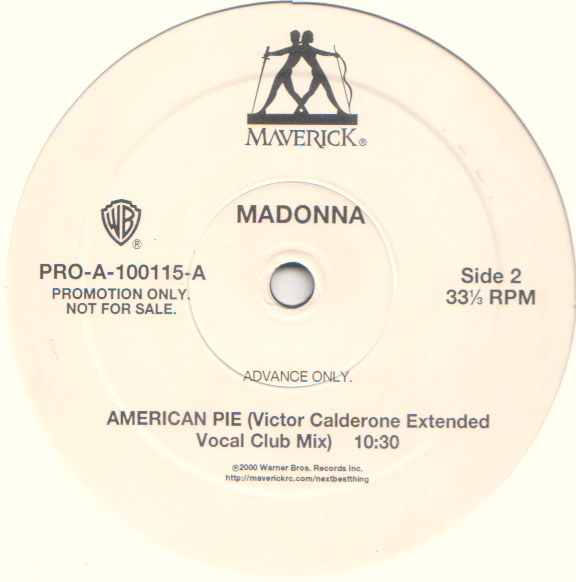 MAVERICK®
MADONNA
WB®
PRO-A-100115-A
PROMOTION ONLY.
NOT FOR SALE.
Side 2
33⅓ RPM
ADVANCE ONLY.
AMERICAN PIE (Victor Calderone Extended
Vocal Club Mix) 10:30
℗2000 Warner Bros. Records Inc.
http://maverickrc.com/nextbestthing